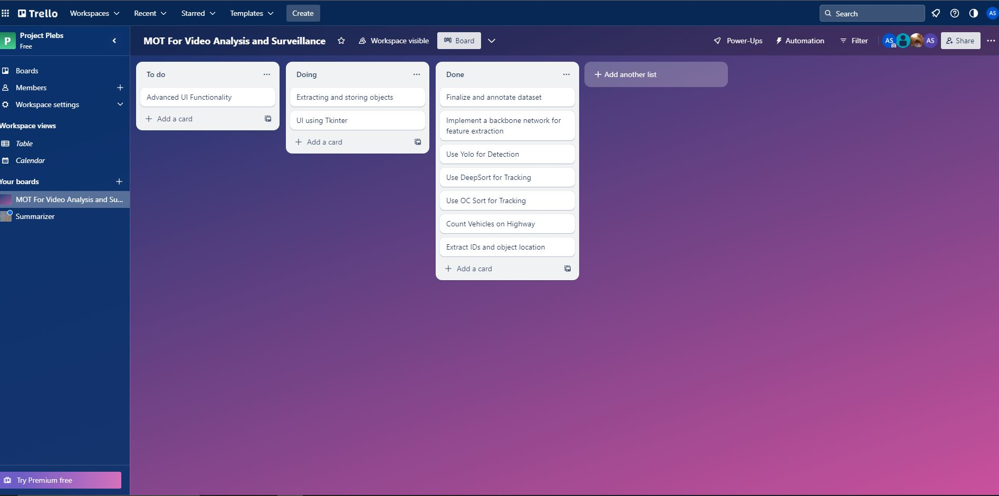 Trello
Workspaces
Recent
Starred
Templates
Create
Search
AS
P
Project Plebs
Free
MOT For Video Analysis and Surveillance
Workspace visible
Board
Power-Ups
Automation
Filter
AS
AS
Share
Boards
Members
Workspace settings
Workspace views
Table
Calendar
Your boards
MOT For Video Analysis and Su...
Summarizer
Try Premium free
To do
Advanced UI Functionality
Add a card
Doing
Extracting and storing objects
UI using Tkinter
Add a card
Done
Finalize and annotate dataset
Implement a backbone network for
feature extraction
Use Yolo for Detection
Use DeepSort for Tracking
Use OC Sort for Tracking
Count Vehicles on Highway
Extract IDs and object location
Add a card
Add another list